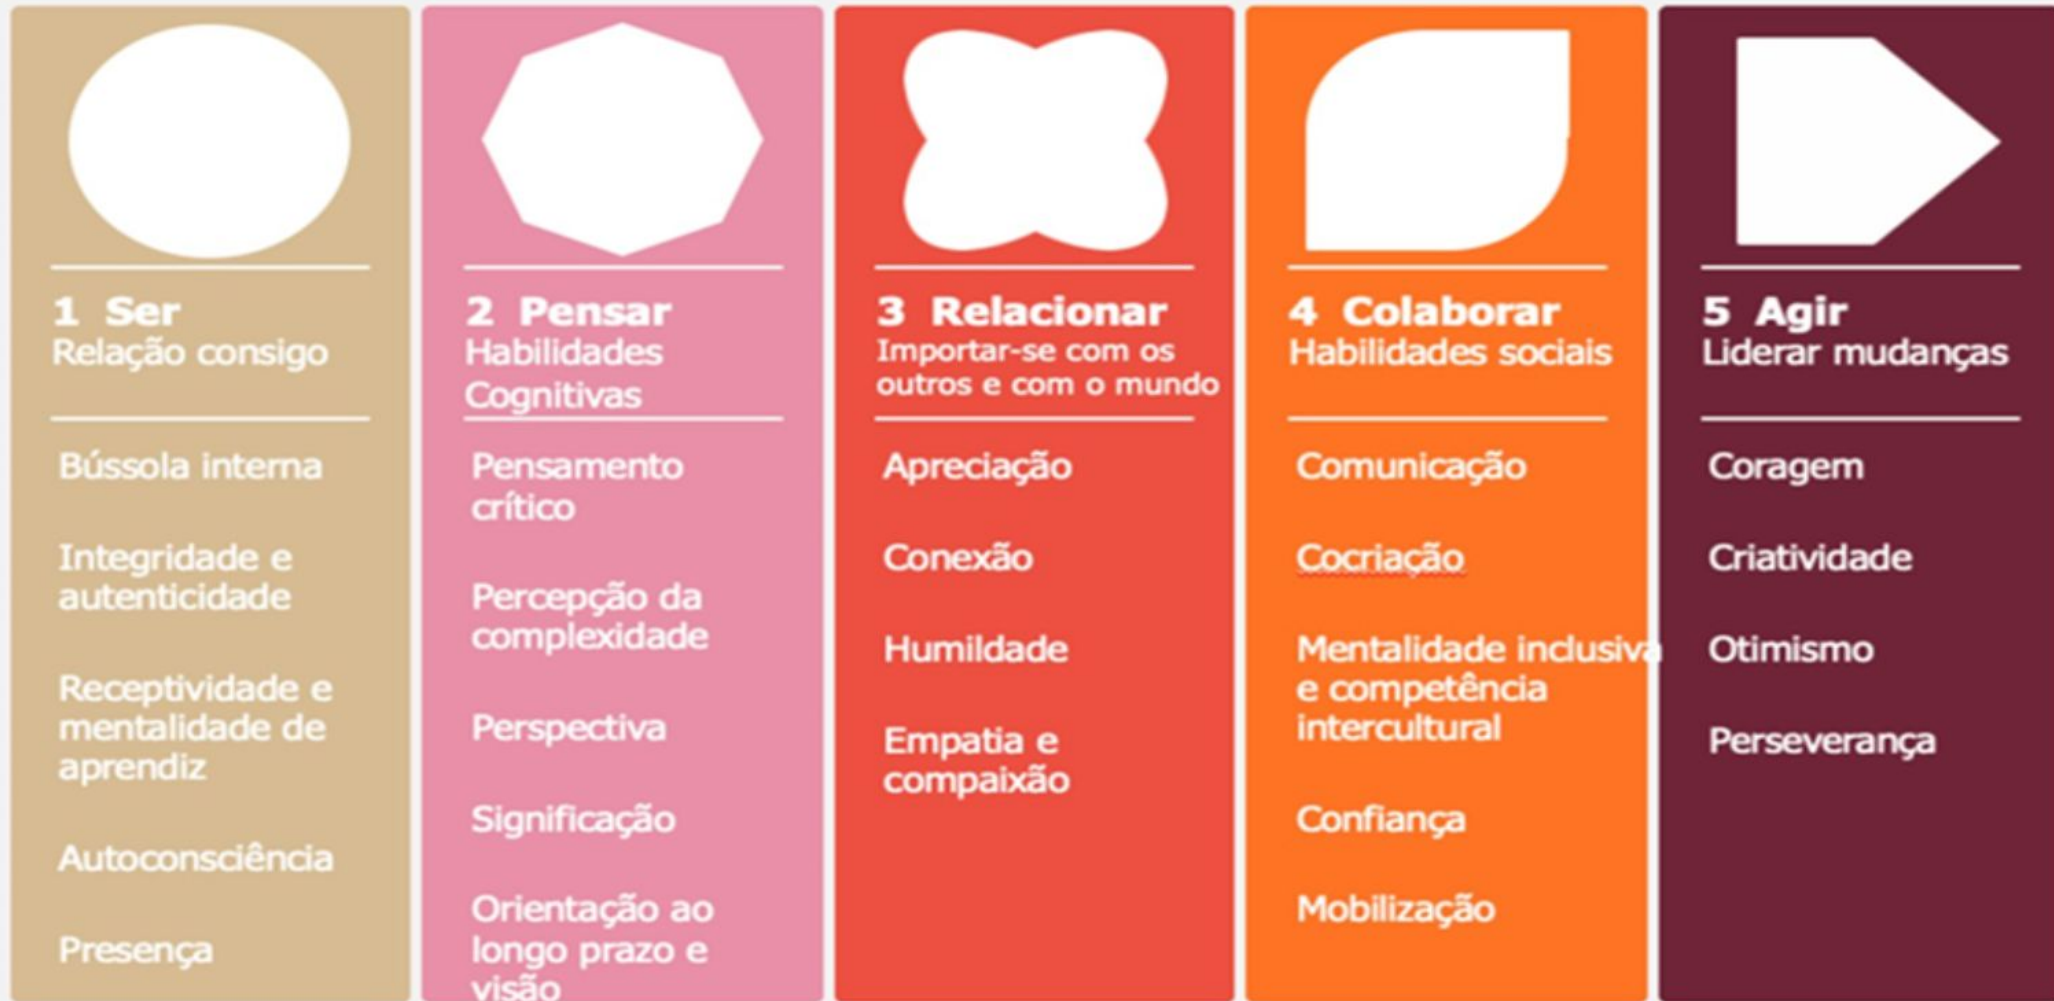 1 Ser
Relação consigo
Bússola interna
Integridade e
autenticidade
Receptividade e
mentalidade de
aprendiz
Autoconsciência
Presença
2 Pensar
Habilidades
Cognitivas
Pensamento
crítico
Percepção da
complexidade
Perspectiva
Significação
Orientação ao
longo prazo e
visão
3 Relacionar
Importar-se com os
outros e com o mundo
Apreciação
Conexão
Humildade
Empatia e
compaixão
4 Colaborar
Habilidades sociais
Comunicação
Cocriação
Mentalidade inclusiva
e competência
intercultural
Confiança
Mobilização
5 Agir
Liderar mudanças
Coragem
Criatividade
Otimismo
Perseverança